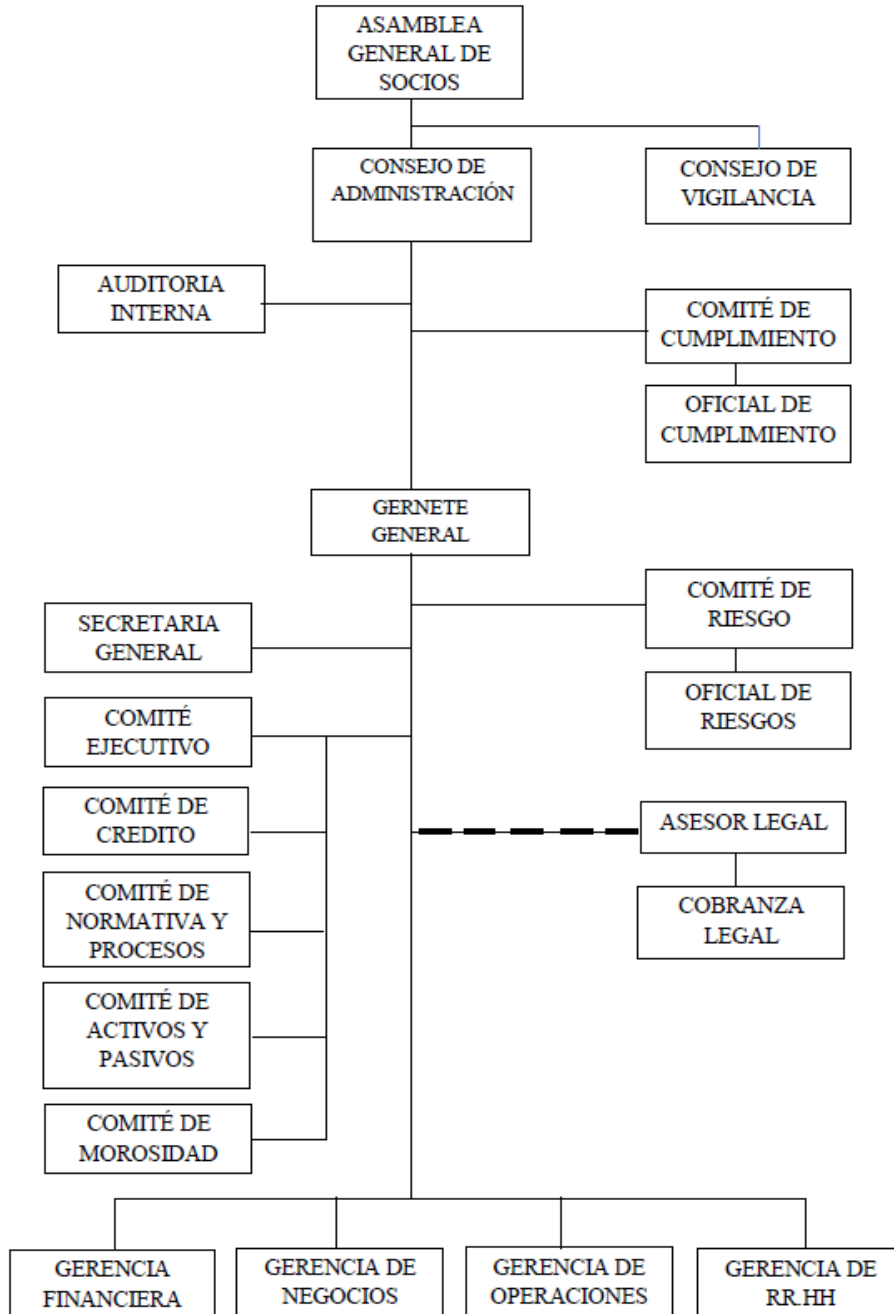 ASAMBLEA
GENERAL DE
SOCIOS
CONSEJO DE
ADMINISTRACIÓN
CONSEJO DE
VIGILANCIA
AUDITORIA
INTERNA
COMITÉ DE
CUMPLIMIENTO
OFICIAL DE
CUMPLIMIENTO
GERNETE
GENERAL
COMITÉ DE
RIESGO
SECRETARIA
GENERAL
OFICIAL DE
RIESGOS
COMITÉ
EJECUTIVO
COMITÉ DE
CREDITO
ASESOR LEGAL
COMITÉ DE
NORMATIVA Y
PROCESOS
COBRANZA
LEGAL
COMITÉ DE
ACTIVOS Y
PASIVOS
COMITÉ DE
MOROSIDAD
GERENCIA
FINANCIERA
GERENCIA DE
NEGOCIOS
GERENCIA DE
OPERACIONES
GERENCIA DE
RR.HH